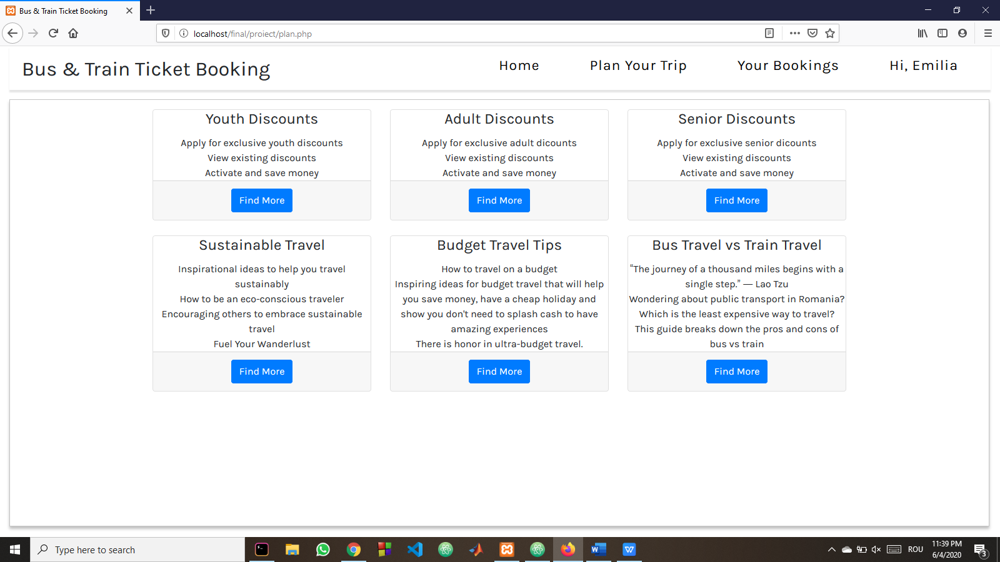 Bus & Train Ticket Booking
localhost/final/proiect/plan.php
Bus & Train Ticket Booking
Home
Plan Your Trip
Your Bookings
Hi, Emilia
Youth Discounts
Apply for exclusive youth discounts
View existing discounts
Activate and save money
Find More
Adult Discounts
Apply for exclusive adult dicounts
View existing discounts
Activate and save money
Find More
Senior Discounts
Apply for exclusive senior dicounts
View existing discounts
Activate and save money
Find More
Sustainable Travel
Inspirational ideas to help you travel
sustainably
How to be an eco-conscious traveler
Encouraging others to embrace sustainable
travel
Fuel Your Wanderlust
Find More
Budget Travel Tips
How to travel on a budget
Inspiring ideas for budget travel that will help
you save money, have a cheap holiday and
show you don't need to splash cash to have
amazing experiences
There is honor in ultra-budget travel.
Find More
Bus Travel vs Train Travel
“The journey of a thousand miles begins with a
single step.” — Lao Tzu
Wondering about public transport in Romania?
Which is the least expensive way to travel?
This guide breaks down the pros and cons of
bus vs train
Find More
Type here to search
ROU
11:39 PM
6/4/2020
3